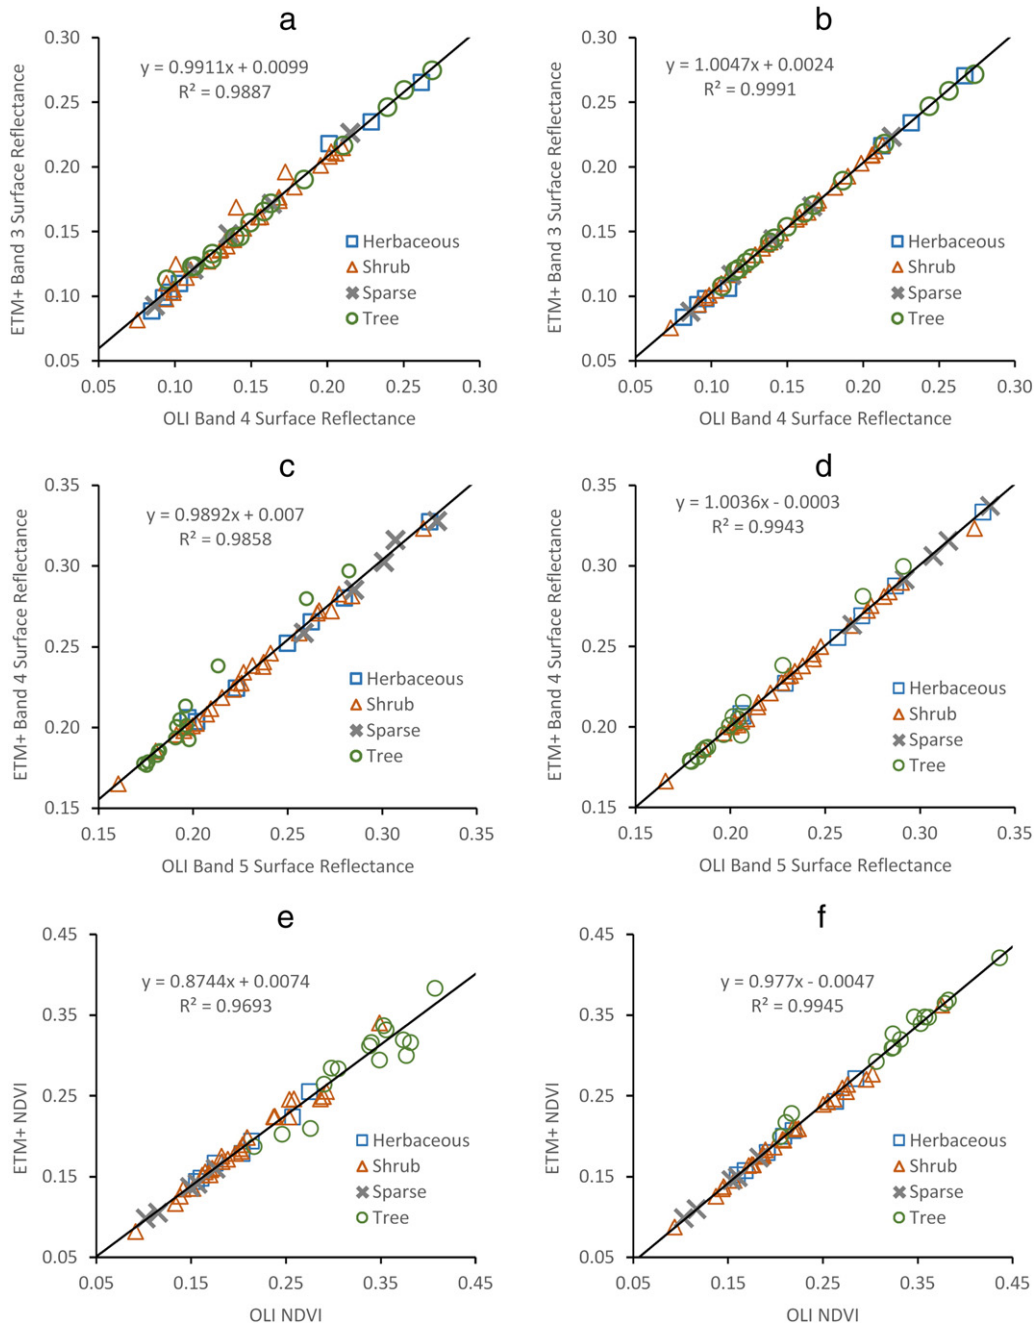 a
0.30
0.25
0.20
0.15
0.10
0.05
ETM+ Band 3 Surface Reflectance
y = 0.9911x + 0.0099
R² = 0.9887
Herbaceous
Shrub
Sparse
Tree
0.05 0.10 0.15 0.20 0.25 0.30
OLI Band 4 Surface Reflectance
b
0.30
0.25
0.20
0.15
0.10
0.05
ETM+ Band 3 Surface Reflectance
y = 1.0047x + 0.0024
R² = 0.9991
Herbaceous
Shrub
Sparse
Tree
0.05 0.10 0.15 0.20 0.25 0.30
OLI Band 4 Surface Reflectance
c
0.35
0.30
0.25
0.20
0.15
ETM+ Band 4 Surface Reflectance
y = 0.9892x + 0.007
R² = 0.9858
Herbaceous
Shrub
Sparse
Tree
0.15 0.20 0.25 0.30 0.35
OLI Band 5 Surface Reflectance
d
0.35
0.30
0.25
0.20
0.15
ETM+ Band 4 Surface Reflectance
y = 1.0036x - 0.0003
R² = 0.9943
Herbaceous
Shrub
Sparse
Tree
0.15 0.20 0.25 0.30 0.35
OLI Band 5 Surface Reflectance
e
0.45
0.35
0.25
0.15
0.05
ETM+ NDVI
y = 0.8744x + 0.0074
R² = 0.9693
Herbaceous
Shrub
Sparse
Tree
0.05 0.15 0.25 0.35 0.45
OLI NDVI
f
0.45
0.35
0.25
0.15
0.05
ETM+ NDVI
y = 0.977x - 0.0047
R² = 0.9945
Herbaceous
Shrub
Sparse
Tree
0.05 0.15 0.25 0.35 0.45
OLI NDVI